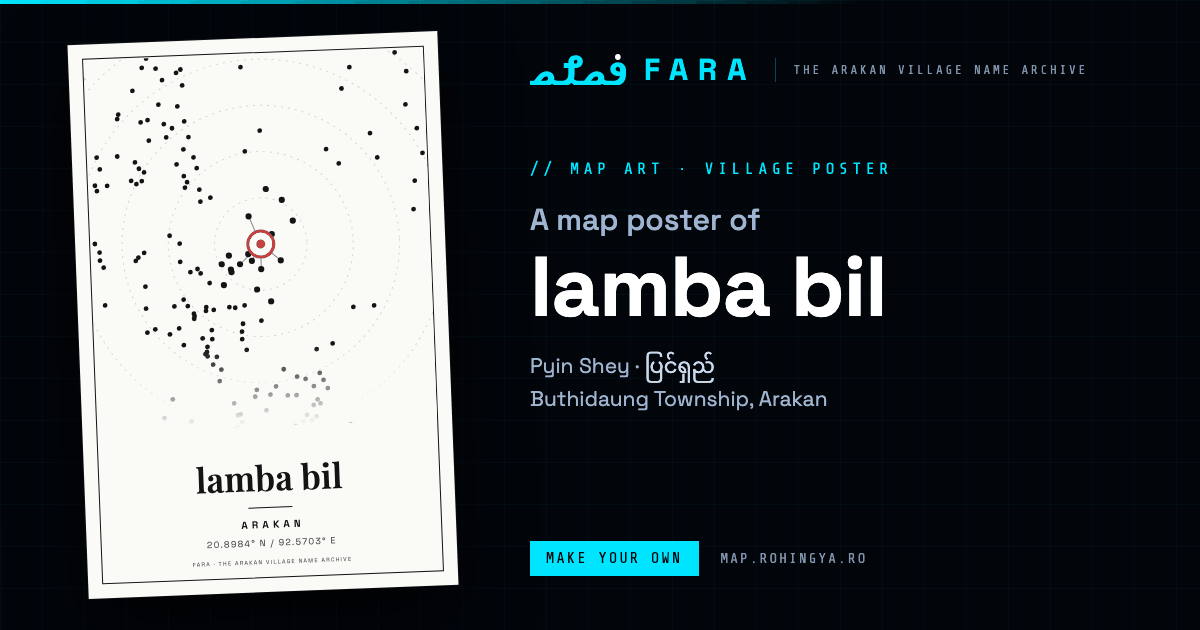 lamba bil
ARAKAN
20.8984° N / 92.5703° E
FARA · THE ARAKAN VILLAGE NAME ARCHIVE
FARA
THE ARAKAN VILLAGE NAME ARCHIVE
// MAP ART · VILLAGE POSTER
A map poster of
lamba bil
Pyin Shey · ပြင်ရှည်
Buthidaung Township, Arakan
MAKE YOUR OWN
MAP.ROHINGYA.RO